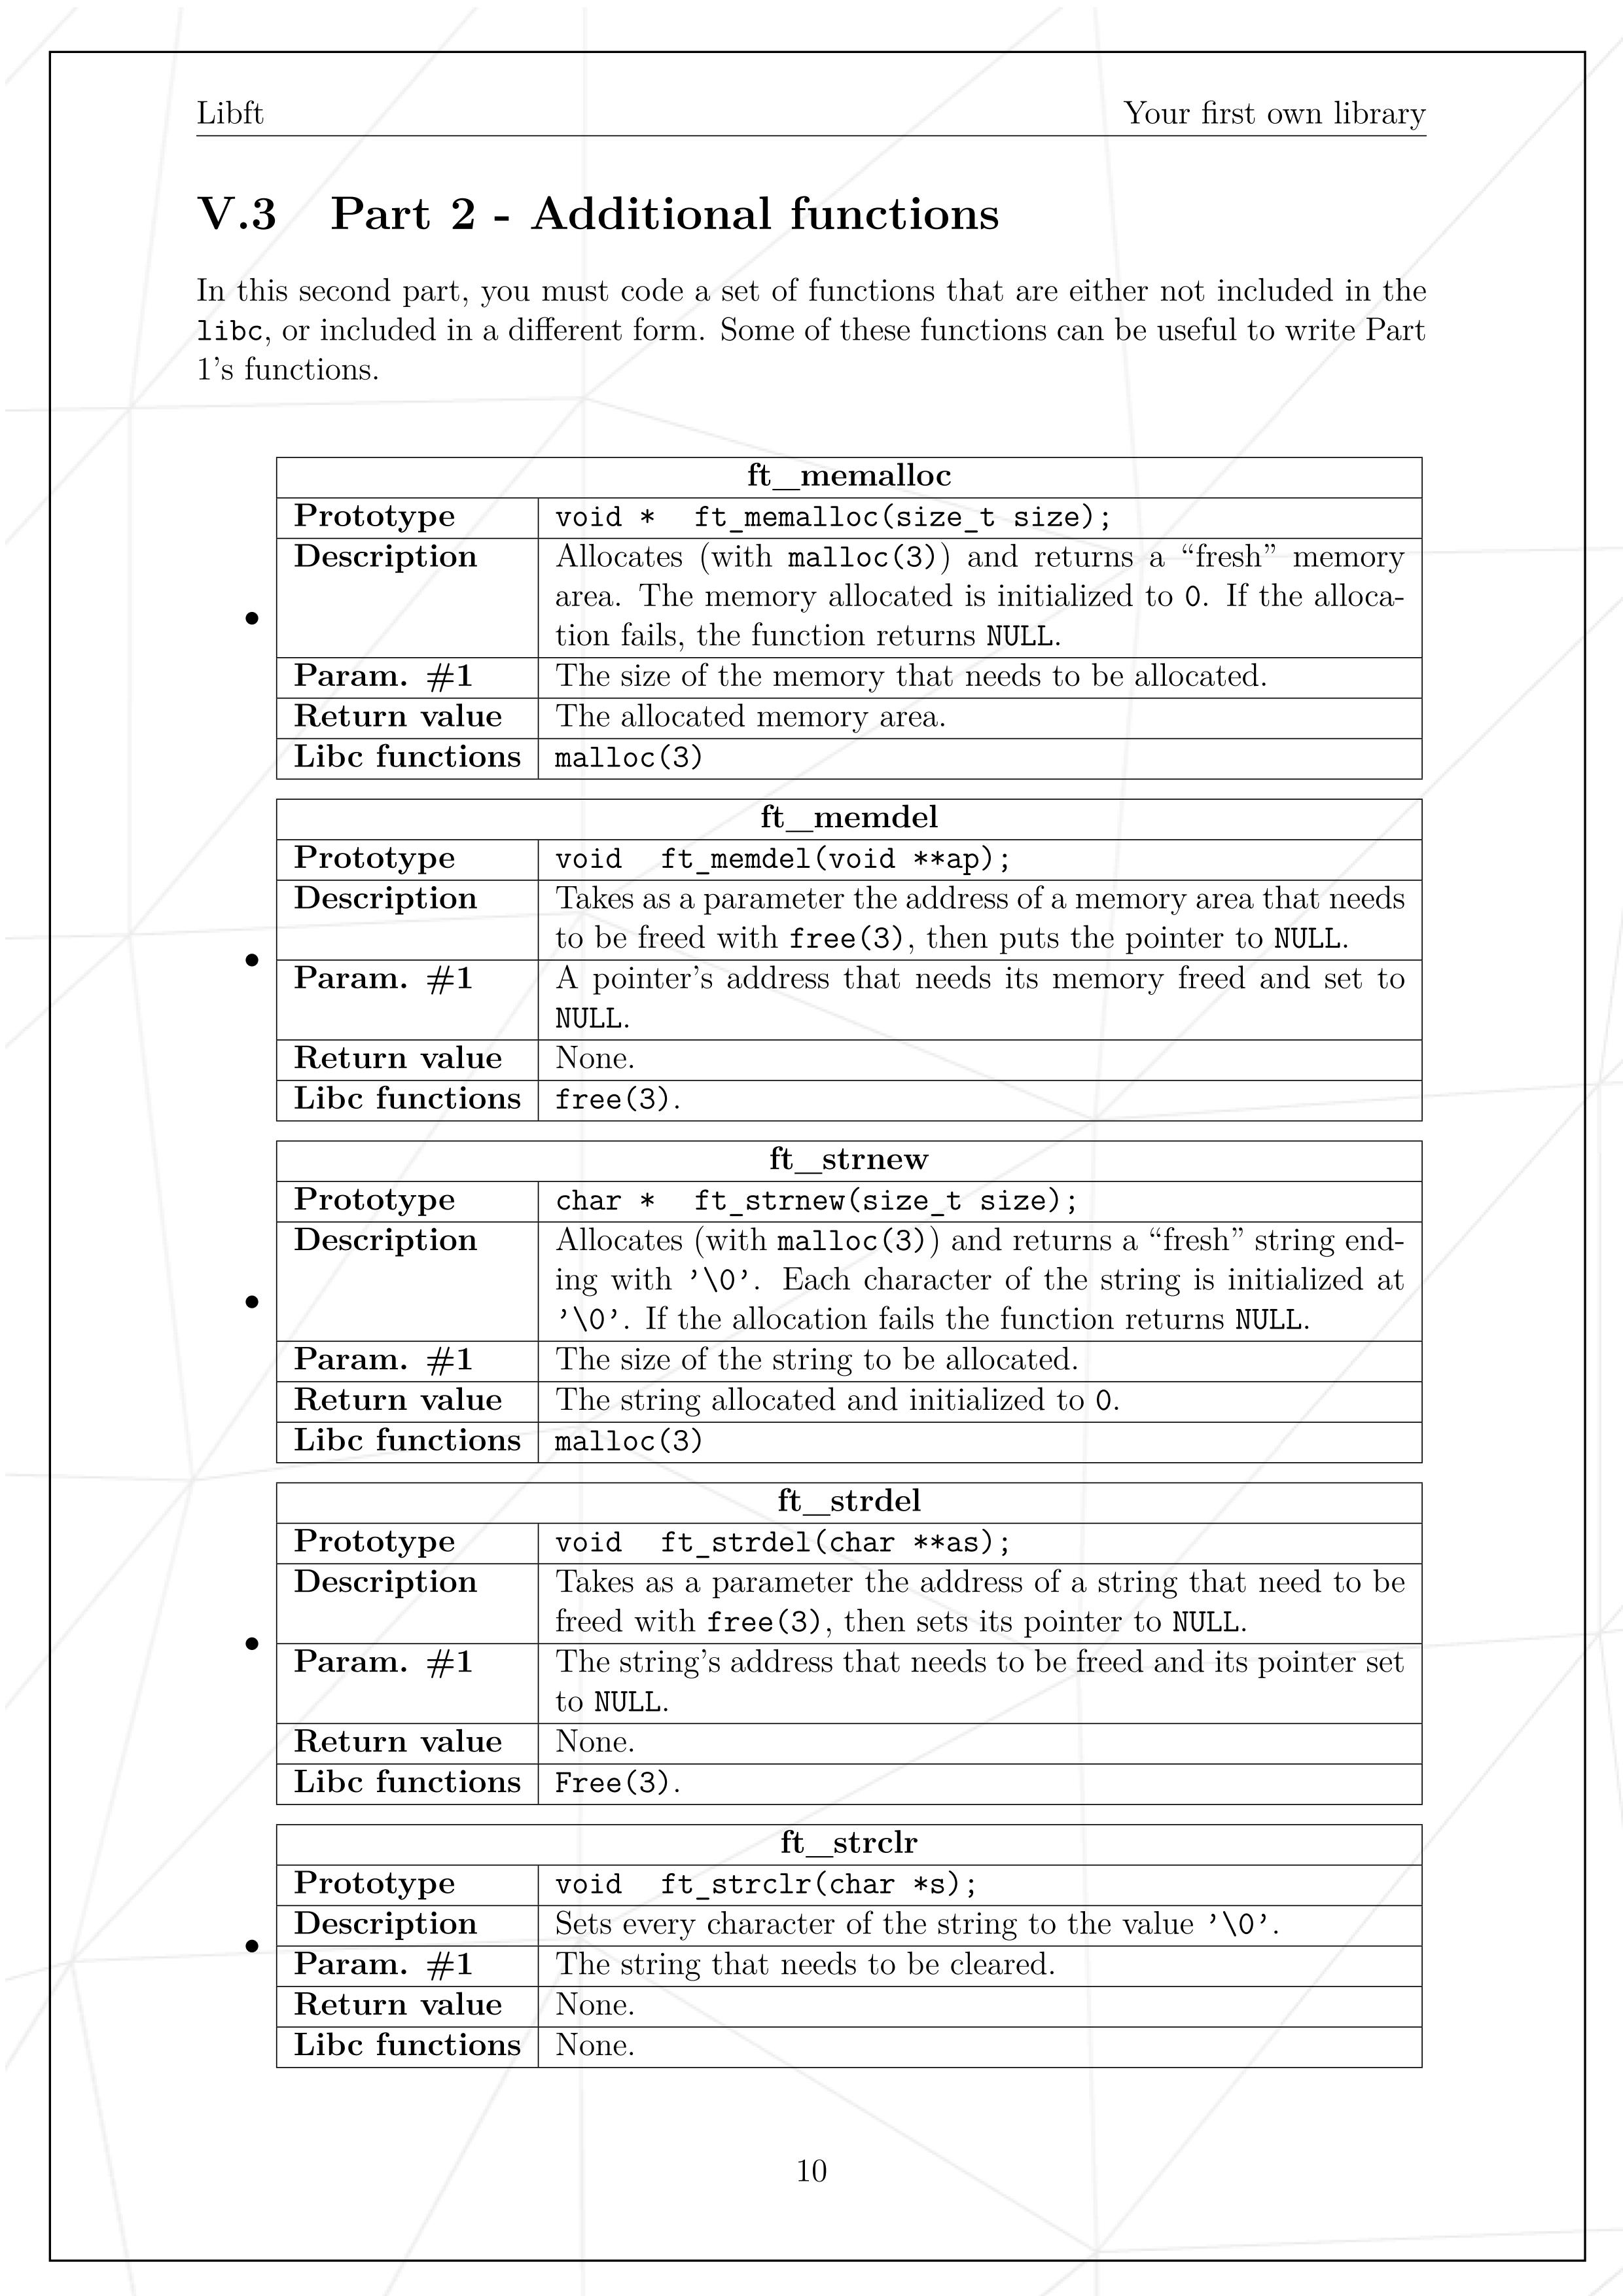 Libft
Your first own library
V.3 Part 2 - Additional functions
In this second part, you must code a set of functions that are either not included in the
libc, or included in a different form. Some of these functions can be useful to write Part
1's functions.
ft_memalloc
Prototype void * ft_memalloc(size_t size);
Description Allocates (with malloc(3)) and returns a “fresh” memory
area. The memory allocated is initialized to 0. If the alloca-
tion fails, the function returns NULL.
Param. #1 The size of the memory that needs to be allocated.
Return value The allocated memory area.
Libc functions malloc(3)
ft_memdel
Prototype void ft_memdel(void **ap);
Description Takes as a parameter the address of a memory area that needs
to be freed with free(3), then puts the pointer to NULL.
Param. #1 A pointer's address that needs its memory freed and set to
NULL.
Return value None.
Libc functions free(3).
ft_strnew
Prototype char * ft_strnew(size_t size);
Description Allocates (with malloc(3)) and returns a “fresh” string end-
ing with '\0'. Each character of the string is initialized at
'\0'. If the allocation fails the function returns NULL.
Param. #1 The size of the string to be allocated.
Return value The string allocated and initialized to 0.
Libc functions malloc(3)
ft_strdel
Prototype void ft_strdel(char **as);
Description Takes as a parameter the address of a string that need to be
freed with free(3), then sets its pointer to NULL.
Param. #1 The string's address that needs to be freed and its pointer set
to NULL.
Return value None.
Libc functions Free(3).
ft_strclr
Prototype void ft_strclr(char *s);
Description Sets every character of the string to the value '\0'.
Param. #1 The string that needs to be cleared.
Return value None.
Libc functions None.
10